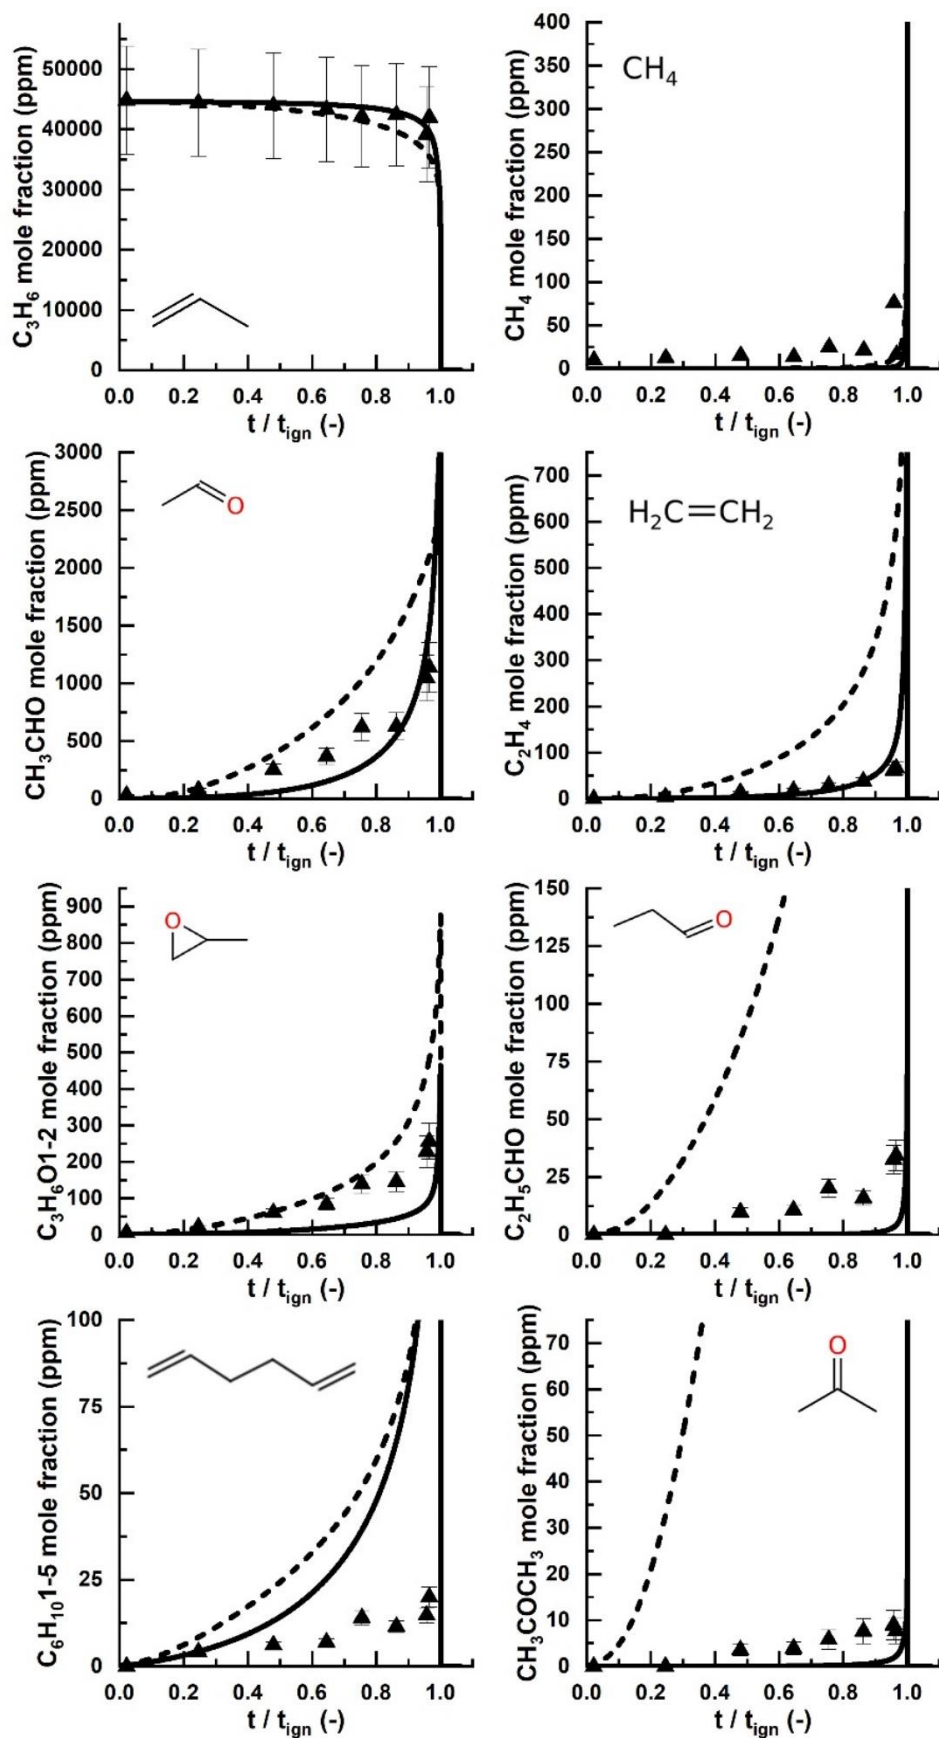 C₃H₆ mole fraction (ppm)
50000
40000
30000
20000
10000
0
0.0 0.2 0.4 0.6 0.8 1.0
t / tᵢgₙ (-)
CH₄ mole fraction (ppm)
400
350
300
250
200
150
100
50
25
0
CH₄
0.0 0.2 0.4 0.6 0.8 1.0
t / tᵢgₙ (-)
CH₃CHO mole fraction (ppm)
3000
2500
2000
1500
1000
500
0
O
0.0 0.2 0.4 0.6 0.8 1.0
t / tᵢgₙ (-)
C₂H₄ mole fraction (ppm)
700
600
500
400
300
200
100
0
H₂C=CH₂
0.0 0.2 0.4 0.6 0.8 1.0
t / tᵢgₙ (-)
C₃H₆O1-2 mole fraction (ppm)
900
800
700
600
500
400
300
200
100
0
O
0.0 0.2 0.4 0.6 0.8 1.0
t / tᵢgₙ (-)
C₂H₅CHO mole fraction (ppm)
150
125
100
75
50
25
0
O
0.0 0.2 0.4 0.6 0.8 1.0
t / tᵢgₙ (-)
C₆H₁₀1-5 mole fraction (ppm)
100
75
50
25
0
0.0 0.2 0.4 0.6 0.8 1.0
t / tᵢgₙ (-)
CH₃COCH₃ mole fraction (ppm)
70
60
50
40
30
20
10
0
O
0.0 0.2 0.4 0.6 0.8 1.0
t / tᵢgₙ (-)